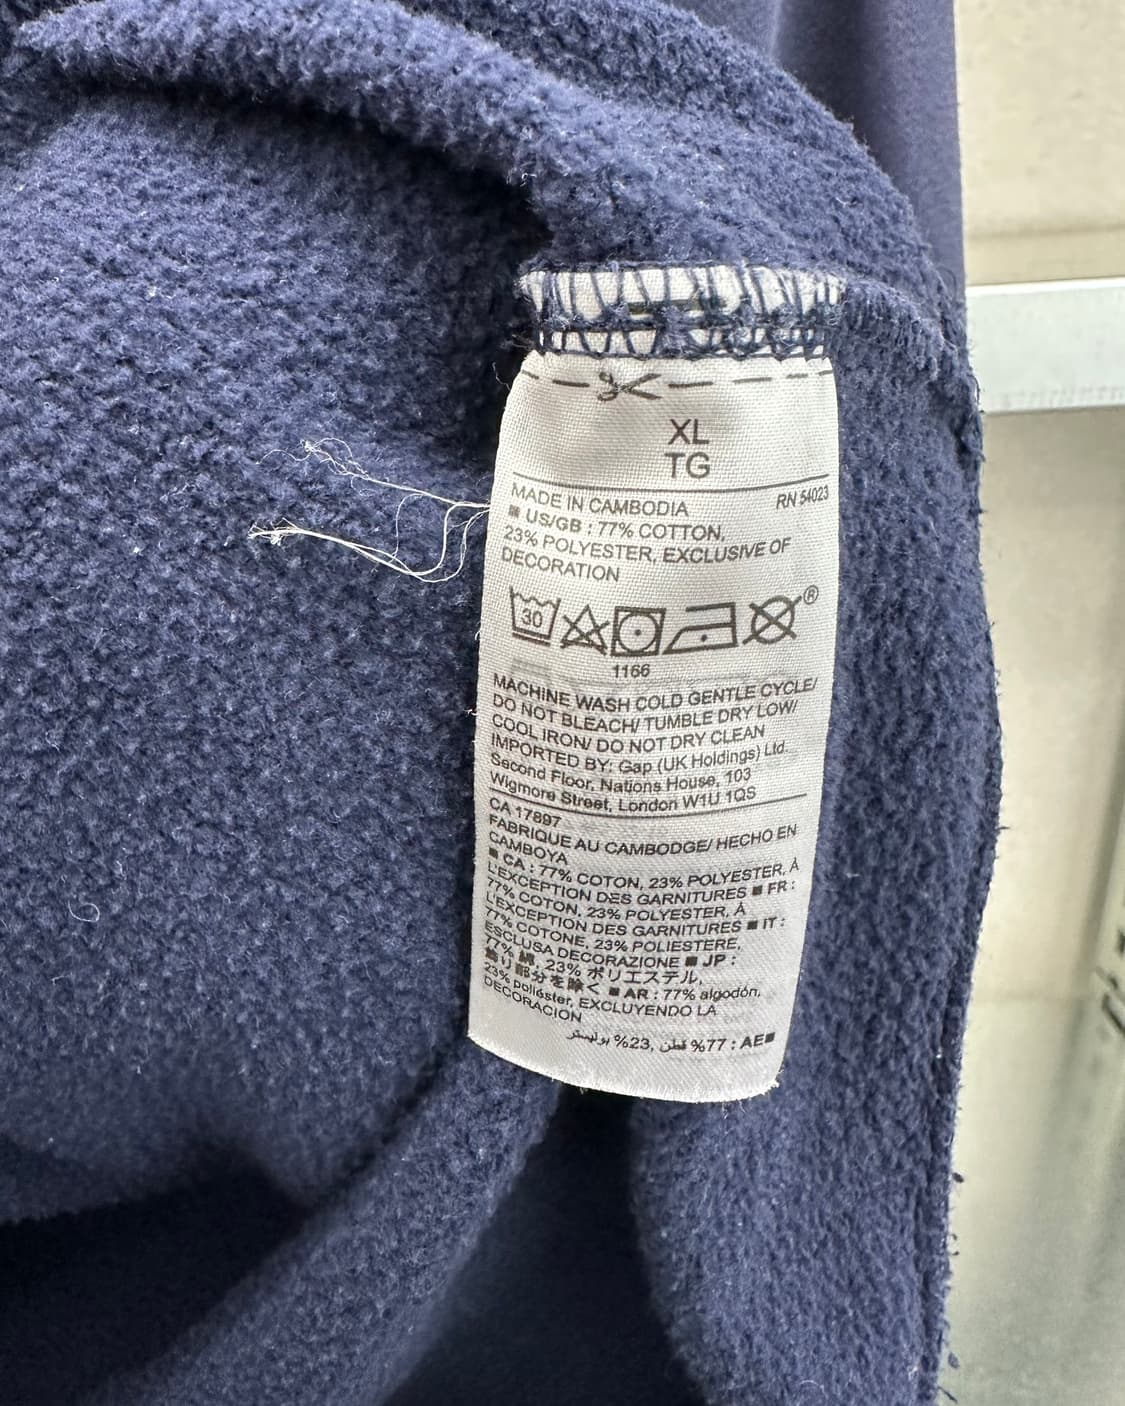 XL
TG
MADE IN CAMBODIA RN 54023
■ US/GB : 77% COTTON,
23% POLYESTER, EXCLUSIVE OF
DECORATION
30 ®
1166
MACHINE WASH COLD GENTLE CYCLE/
DO NOT BLEACH/ TUMBLE DRY LOW/
COOL IRON/ DO NOT DRY CLEAN
IMPORTED BY: Gap (UK Holdings) Ltd.
Second Floor, Nations House, 103
Wigmore Street, London W1U 1QS
CA 17897
FABRIQUE AU CAMBODGE/ HECHO EN
CAMBOYA
■ CA : 77% COTON, 23% POLYESTER, À
L'EXCEPTION DES GARNITURES ■ FR :
77% COTON, 23% POLYESTER, À
L'EXCEPTION DES GARNITURES ■ IT :
77% COTONE, 23% POLIESTERE,
ESCLUSA DECORAZIONE ■ JP :
77% 綿, 23% ポリエステル,
飾り部分を除く ■ AR : 77% algodón,
23% poliéster, EXCLUYENDO LA
DECORACION
■AE : 77% قطن, 23% بوليستر